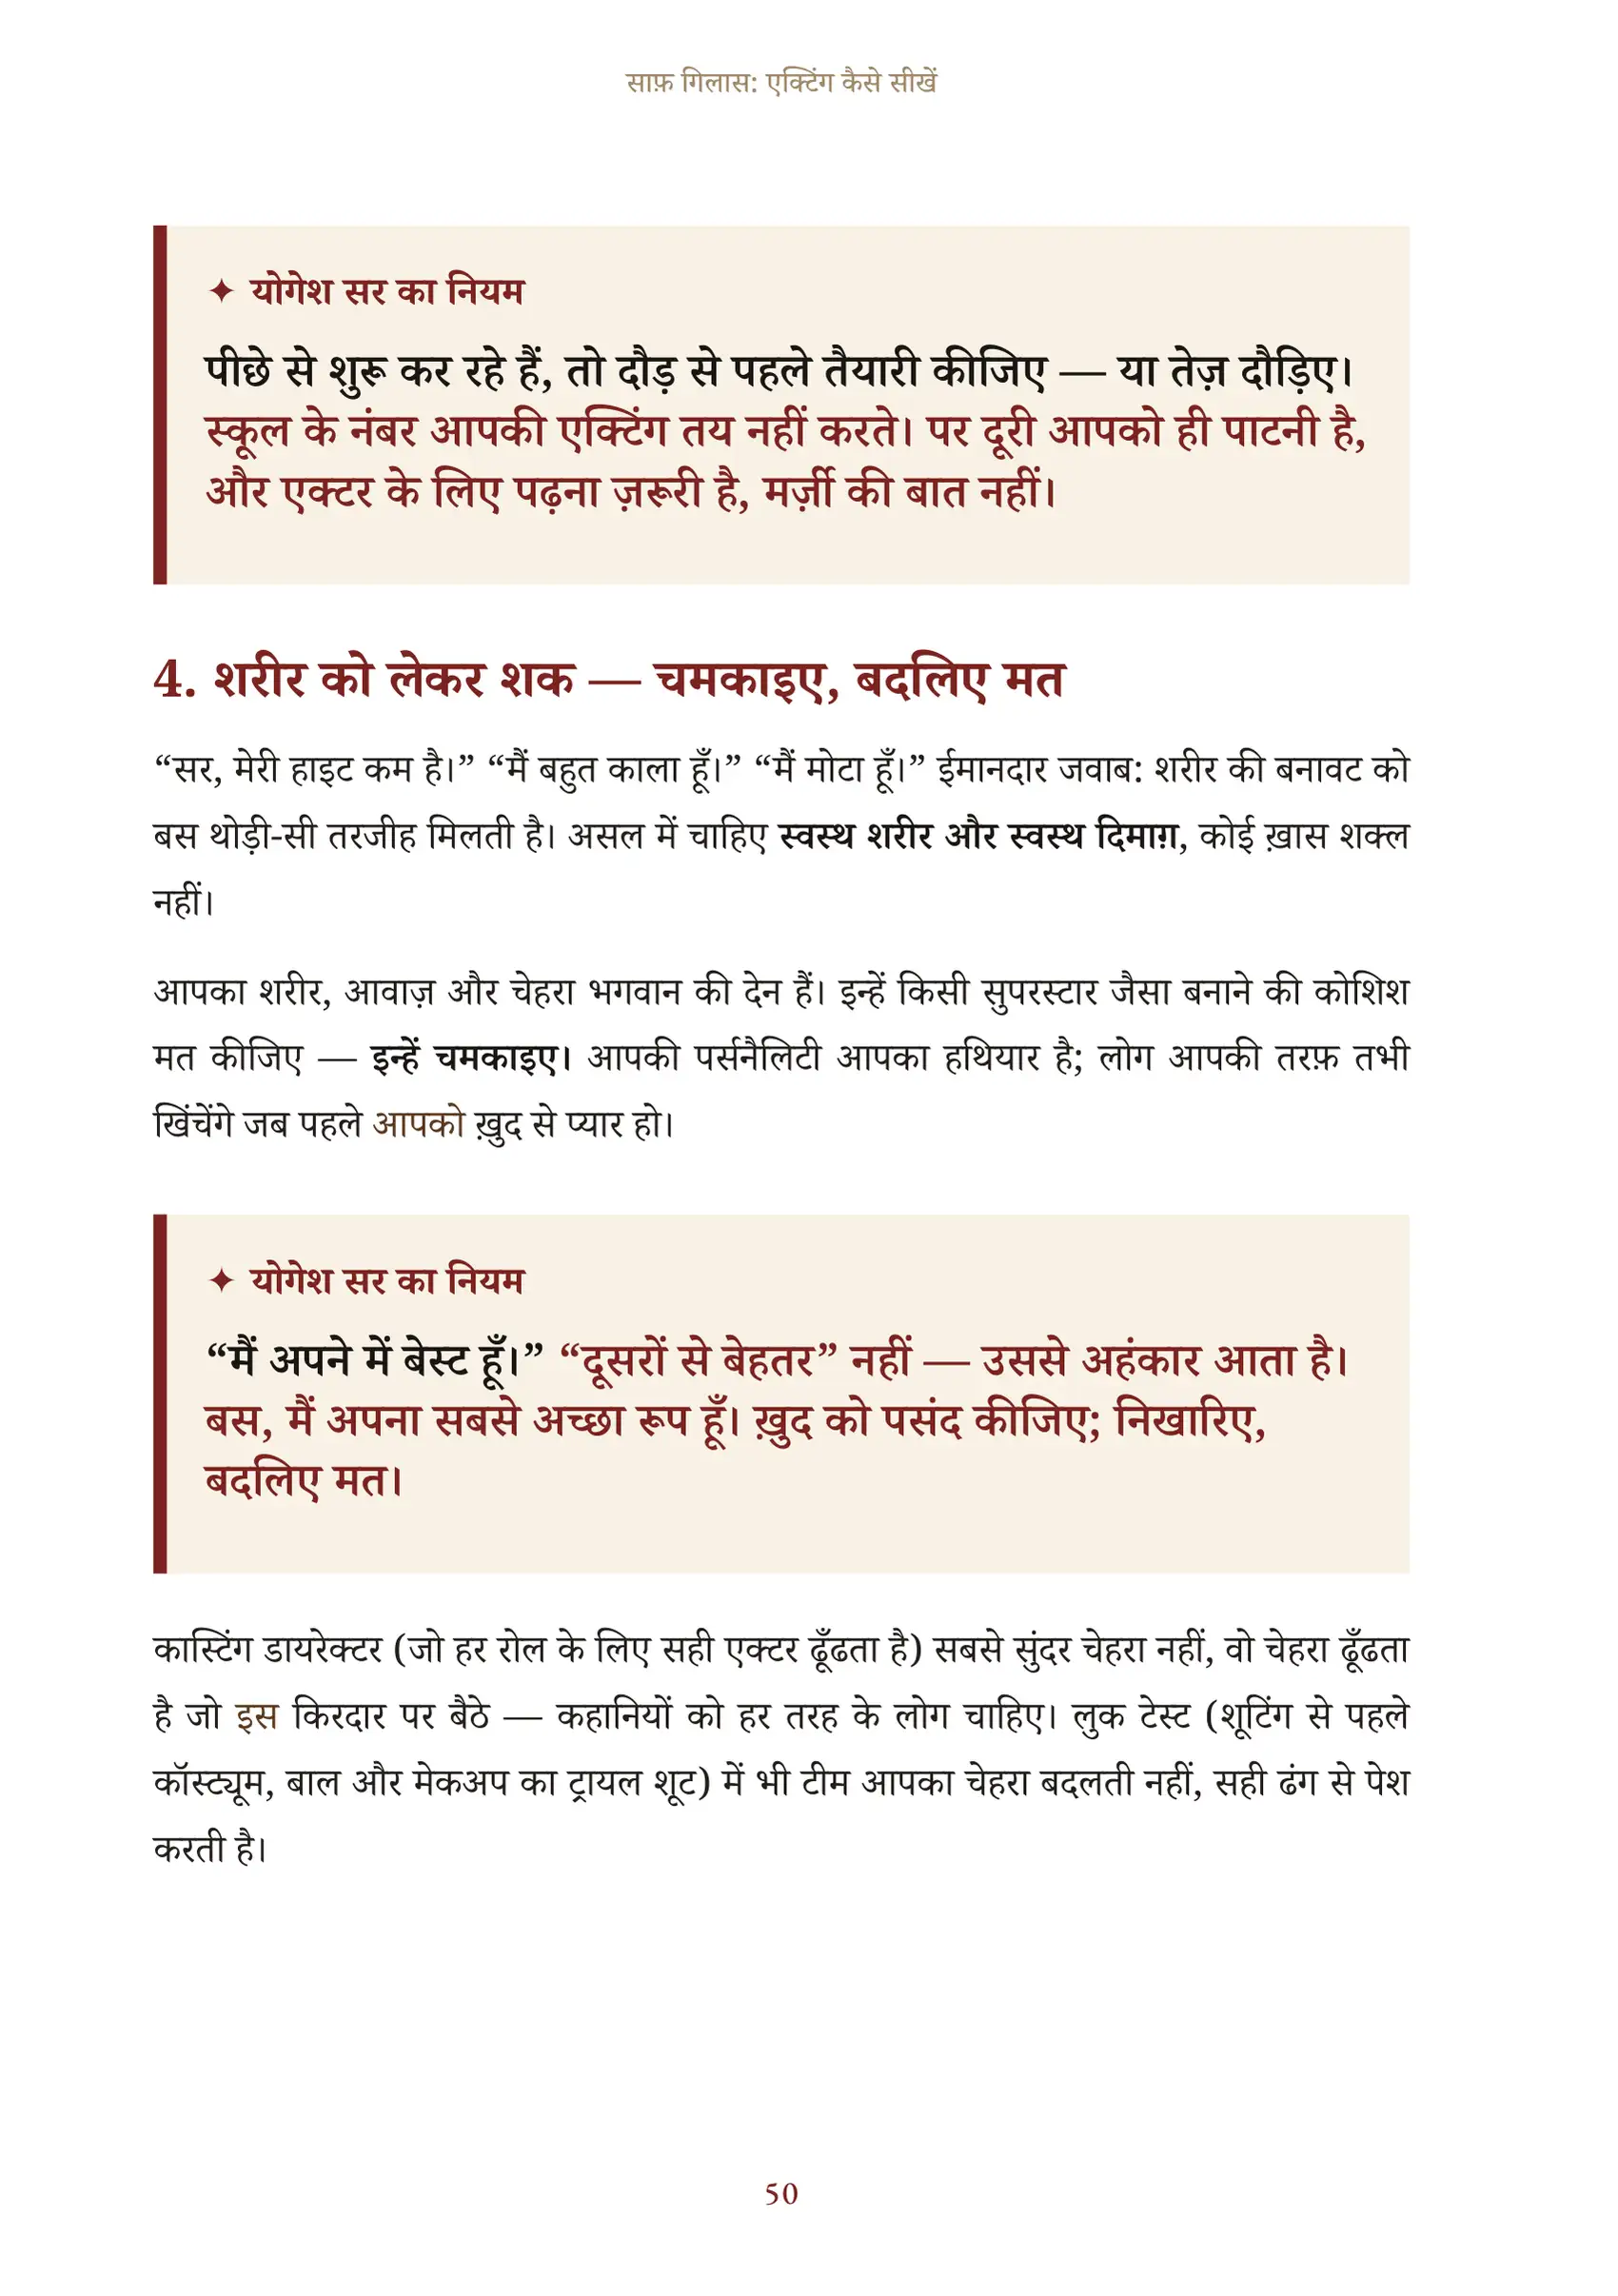 साफ़ गिलास: एक्टिंग कैसे सीखें
✦ योगेश सर का नियम
पीछे से शुरू कर रहे हैं, तो दौड़ से पहले तैयारी कीजिए — या तेज़ दौड़िए।
स्कूल के नंबर आपकी एक्टिंग तय नहीं करते। पर दूरी आपको ही पाटनी है,
और एक्टर के लिए पढ़ना ज़रूरी है, मर्ज़ी की बात नहीं।
4. शरीर को लेकर शक — चमकाइए, बदलिए मत
“सर, मेरी हाइट कम है।” “मैं बहुत काला हूँ।” “मैं मोटा हूँ।” ईमानदार जवाब: शरीर की बनावट को
बस थोड़ी-सी तरजीह मिलती है। असल में चाहिए स्वस्थ शरीर और स्वस्थ दिमाग़, कोई ख़ास शक्ल
नहीं।
आपका शरीर, आवाज़ और चेहरा भगवान की देन हैं। इन्हें किसी सुपरस्टार जैसा बनाने की कोशिश
मत कीजिए — इन्हें चमकाइए। आपकी पर्सनैलिटी आपका हथियार है; लोग आपकी तरफ़ तभी
खिंचेंगे जब पहले आपको ख़ुद से प्यार हो।
✦ योगेश सर का नियम
“मैं अपने में बेस्ट हूँ।” “दूसरों से बेहतर” नहीं — उससे अहंकार आता है।
बस, मैं अपना सबसे अच्छा रूप हूँ। ख़ुद को पसंद कीजिए; निखारिए,
बदलिए मत।
कास्टिंग डायरेक्टर (जो हर रोल के लिए सही एक्टर ढूँढता है) सबसे सुंदर चेहरा नहीं, वो चेहरा ढूँढता
है जो इस किरदार पर बैठे — कहानियों को हर तरह के लोग चाहिए। लुक टेस्ट (शूटिंग से पहले
कॉस्ट्यूम, बाल और मेकअप का ट्रायल शूट) में भी टीम आपका चेहरा बदलती नहीं, सही ढंग से पेश
करती है।
50